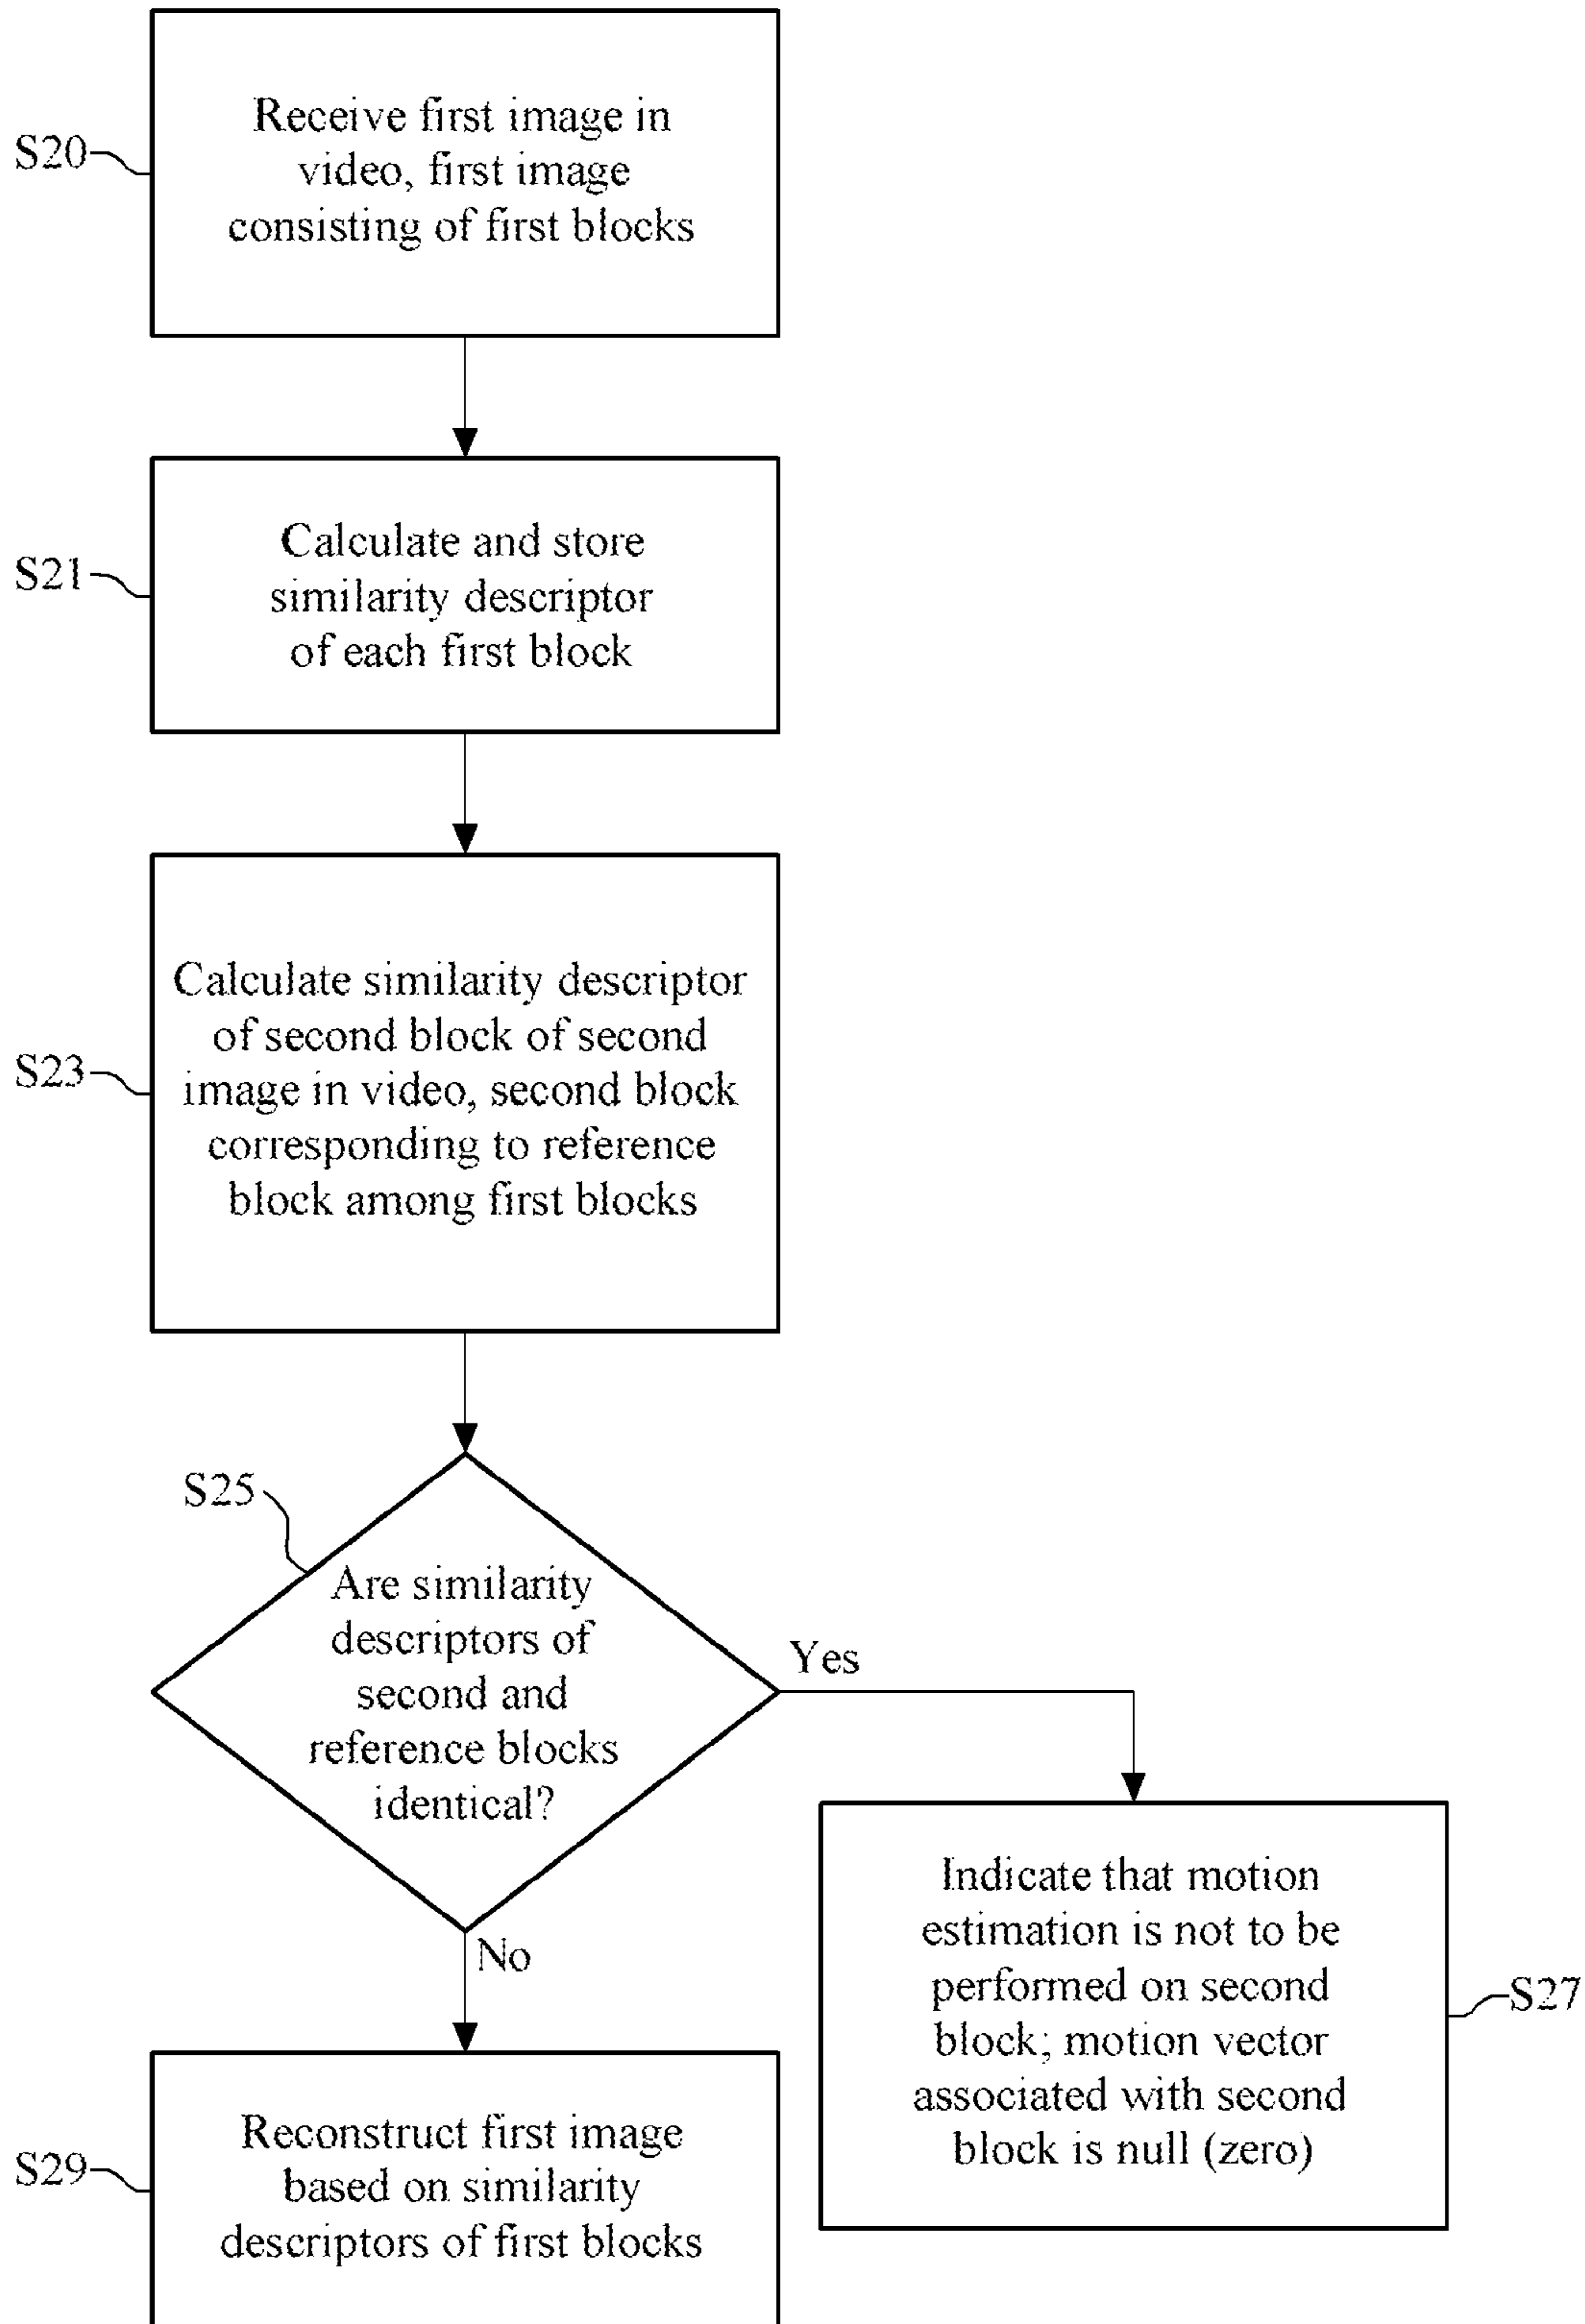 S20
Receive first image in
video, first image
consisting of first blocks
S21
Calculate and store
similarity descriptor
of each first block
S23
Calculate similarity descriptor
of second block of second
image in video, second block
corresponding to reference
block among first blocks
S25
Are similarity
descriptors of
second and
reference blocks
identical?
Yes
No
Indicate that motion
estimation is not to be
performed on second
block; motion vector
associated with second
block is null (zero)
S27
S29
Reconstruct first image
based on similarity
descriptors of first blocks